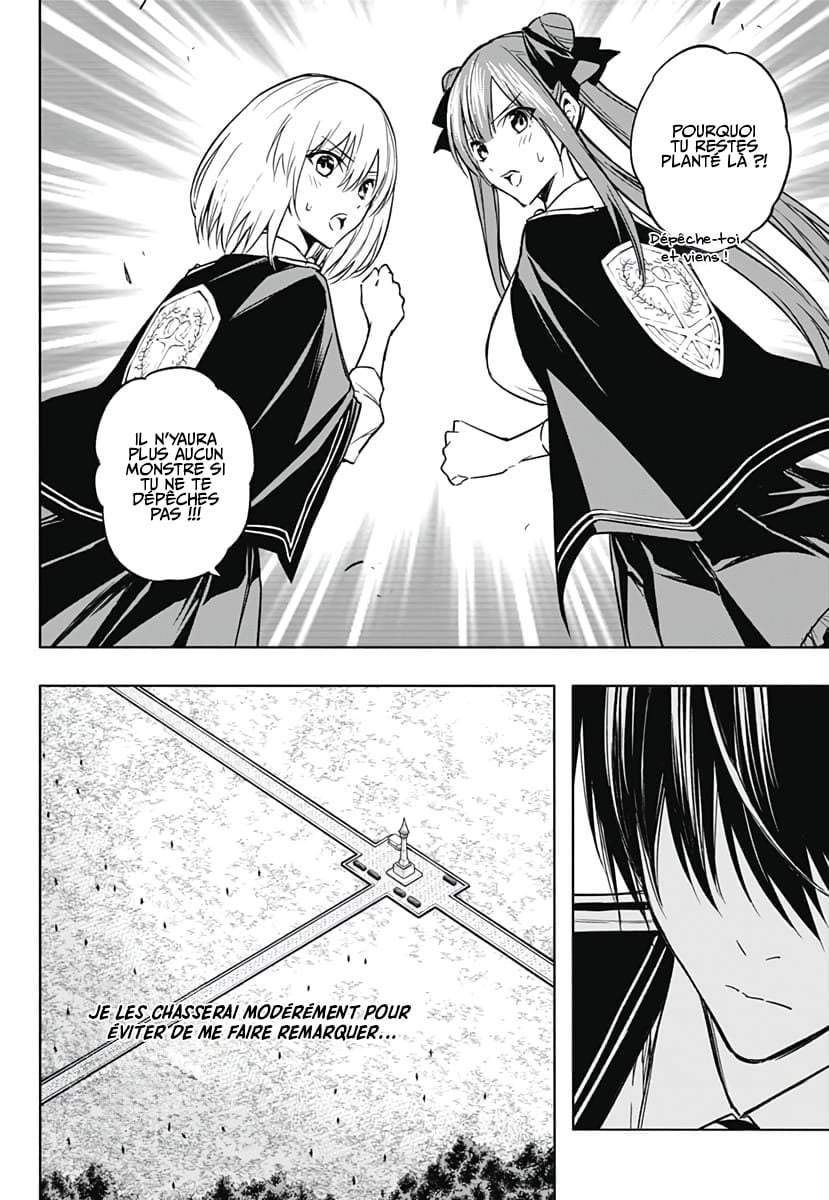 POURQUOI
TU RESTES
PLANTÉ LÀ ?!
Dépêche-toi
et viens !
IL N'YAURA
PLUS AUCUN
MONSTRE SI
TU NE TE
DÉPÊCHES
PAS !!!
JE LES CHASSERAI MODÉRÉMENT POUR
ÉVITER DE ME FAIRE REMARQUER...